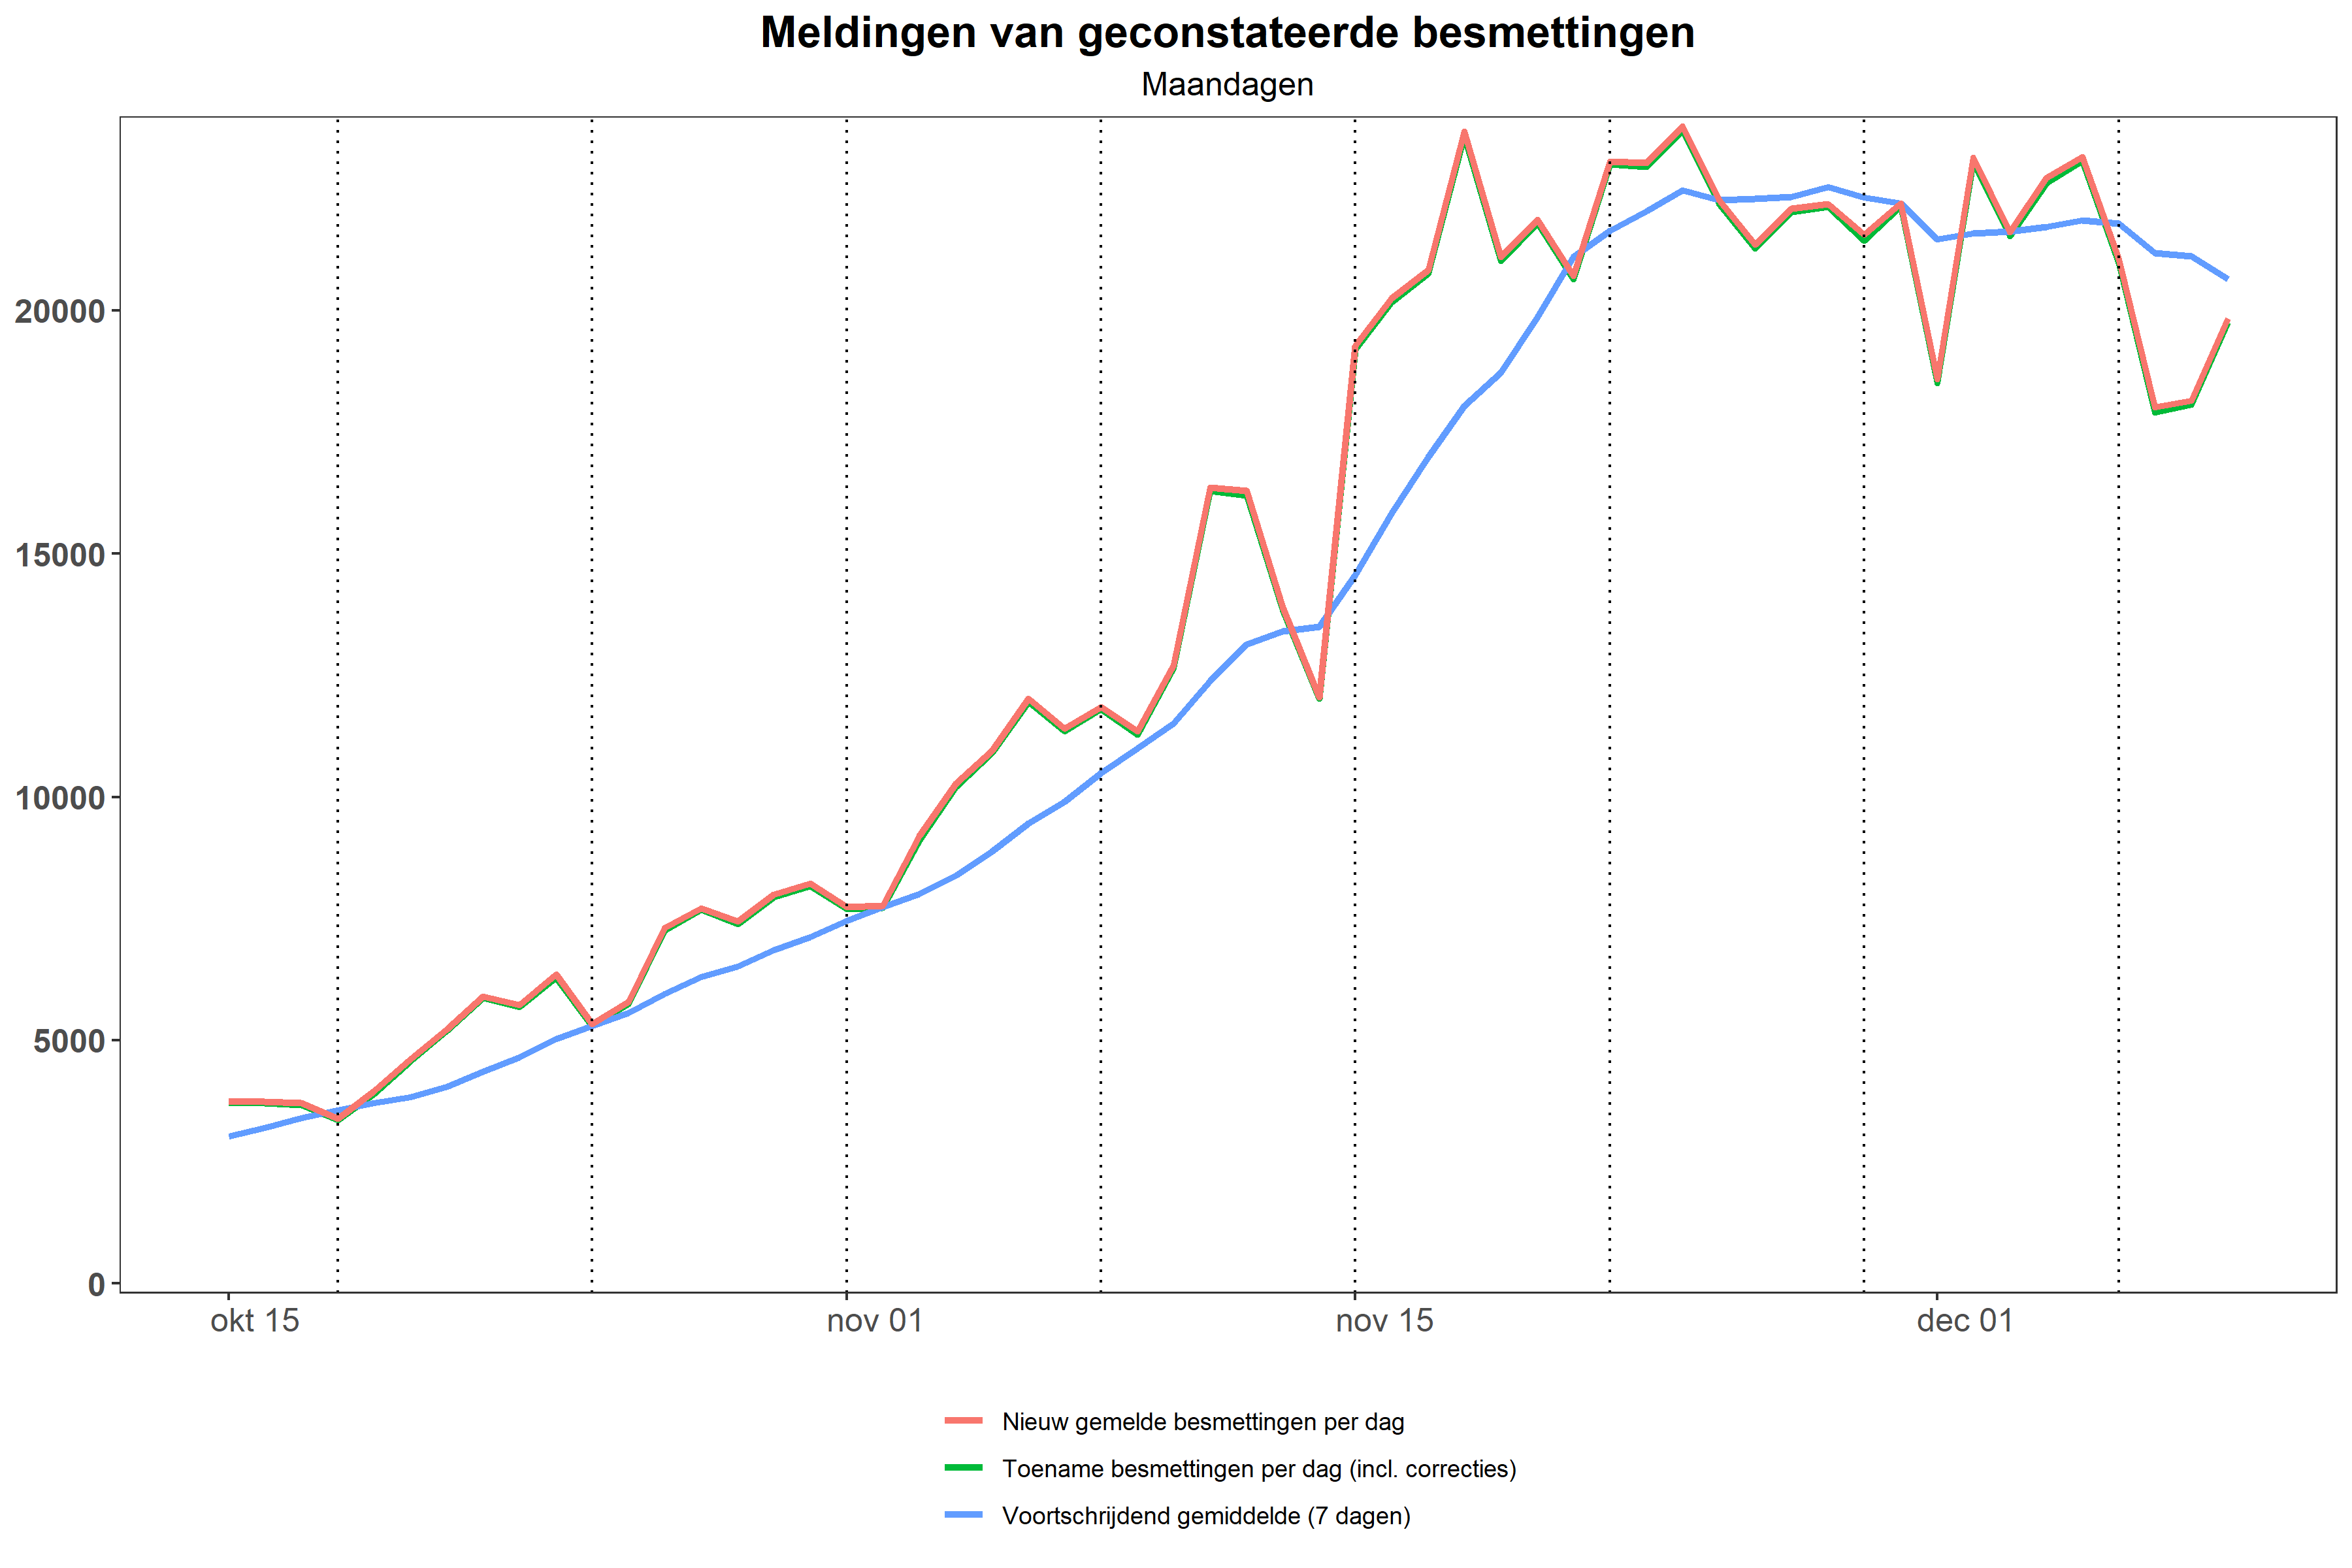 Meldingen van geconstateerde besmettingen
Maandagen
20000
15000
10000
5000
0
okt 15
nov 01
nov 15
dec 01
Nieuw gemelde besmettingen per dag
Toename besmettingen per dag (incl. correcties)
Voortschrijdend gemiddelde (7 dagen)